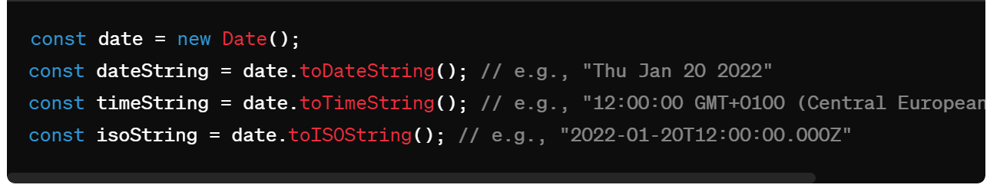 const date = new Date();
const dateString = date.toDateString(); // e.g., "Thu Jan 20 2022"
const timeString = date.toTimeString(); // e.g., "12:00:00 GMT+0100 (Central European
const isoString = date.toISOString(); // e.g., "2022-01-20T12:00:00.000Z"